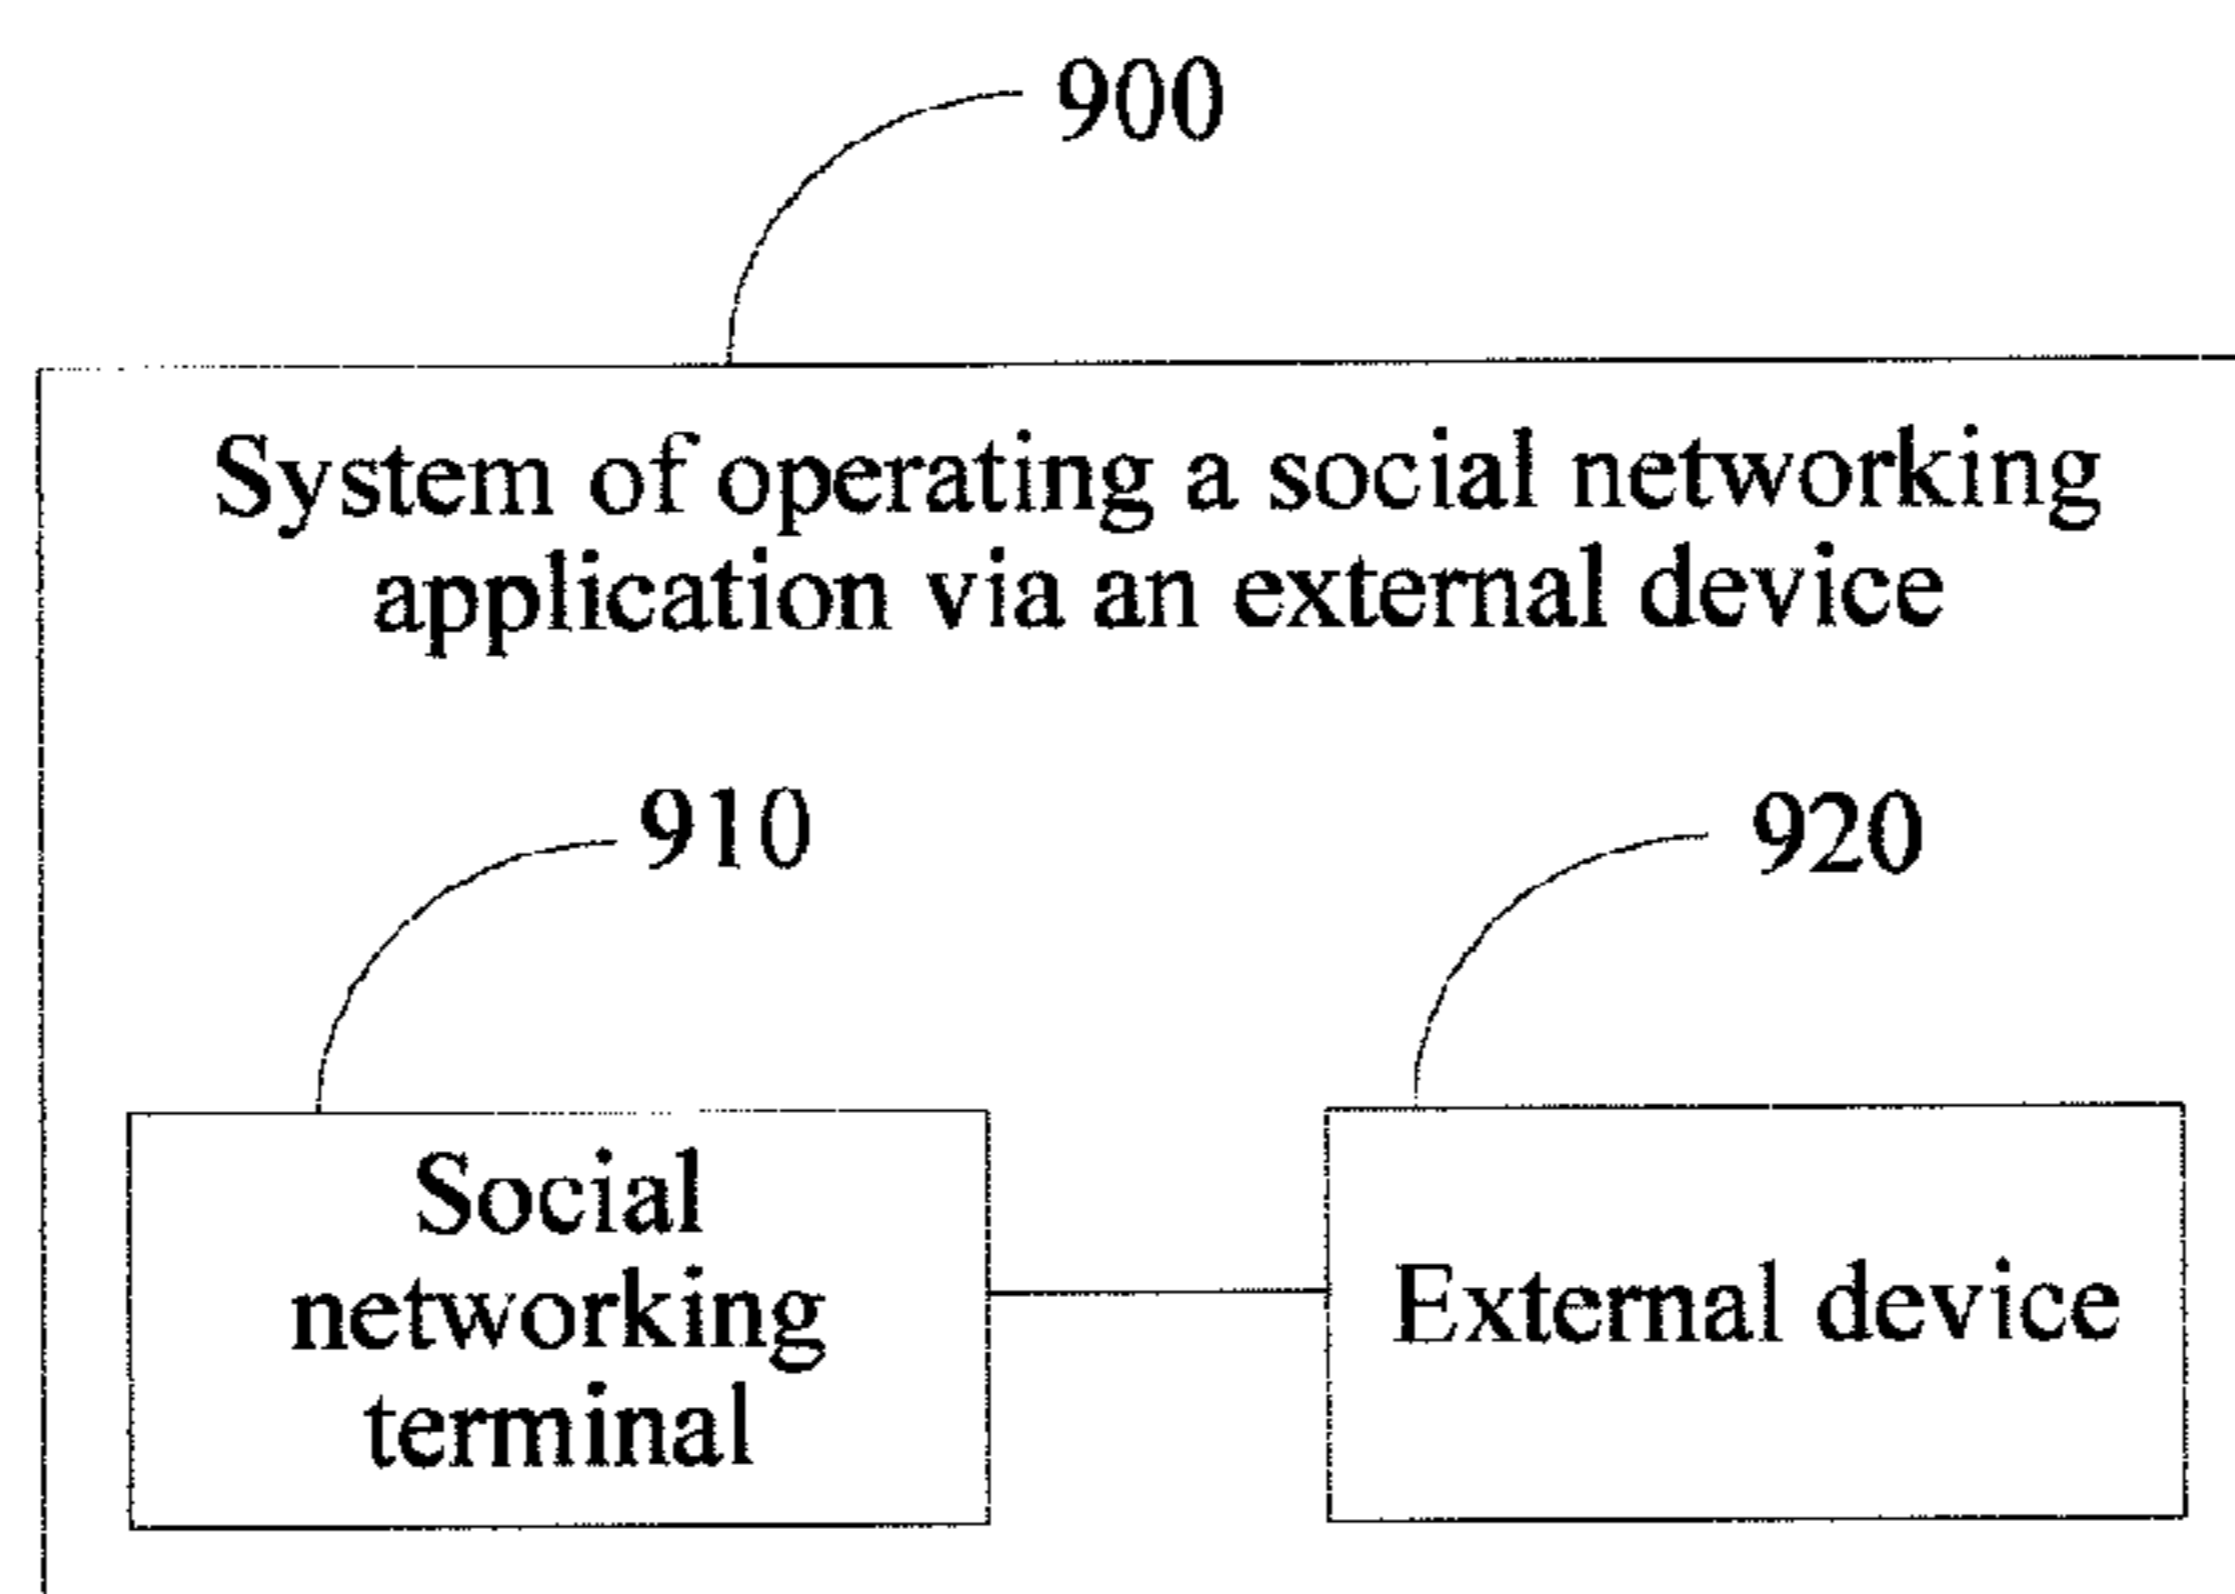 900
System of operating a social networking
application via an external device
910
920
Social
networking
terminal
External device